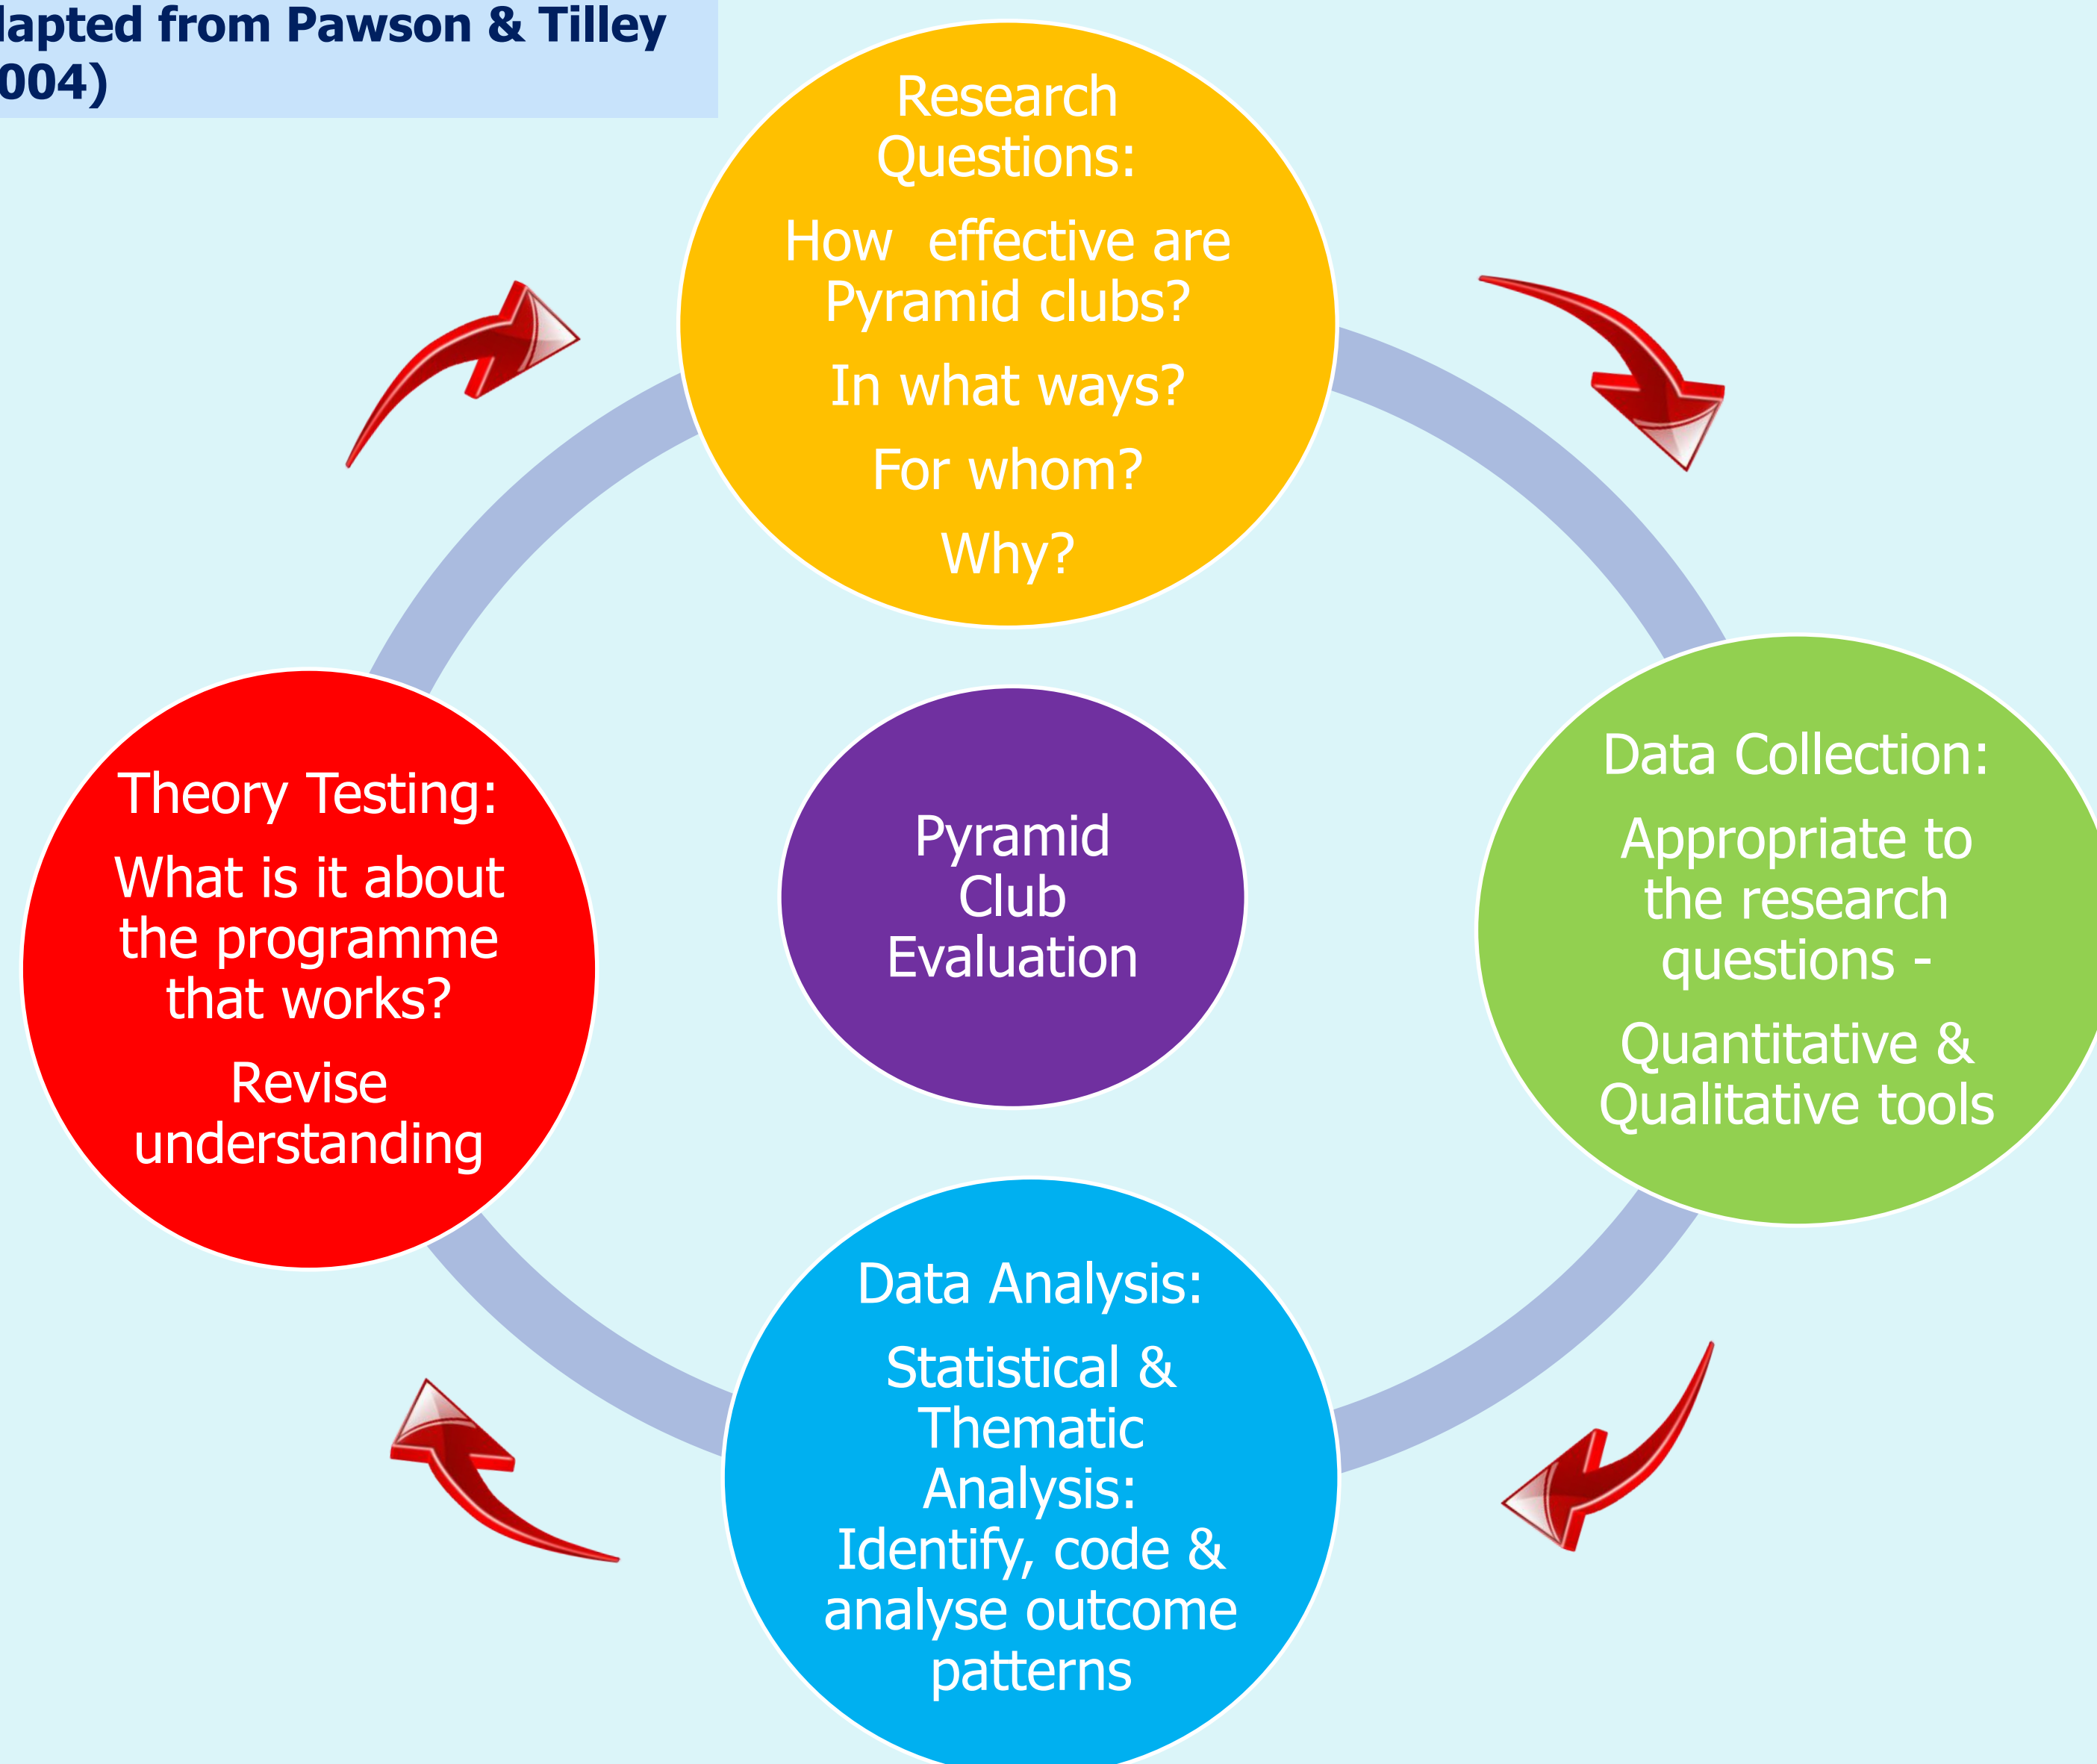 dapted from Pawson & Tilley
004)
Research
Questions:
How effective are
Pyramid clubs?
In what ways?
For whom?
Why?
Data Collection:
Appropriate to
the research
questions -
Quantitative &
Qualitative tools
Data Analysis:
Statistical &
Thematic
Analysis:
Identify, code &
analyse outcome
patterns
Theory Testing:
What is it about
the programme
that works?
Revise
understanding
Pyramid
Club
Evaluation